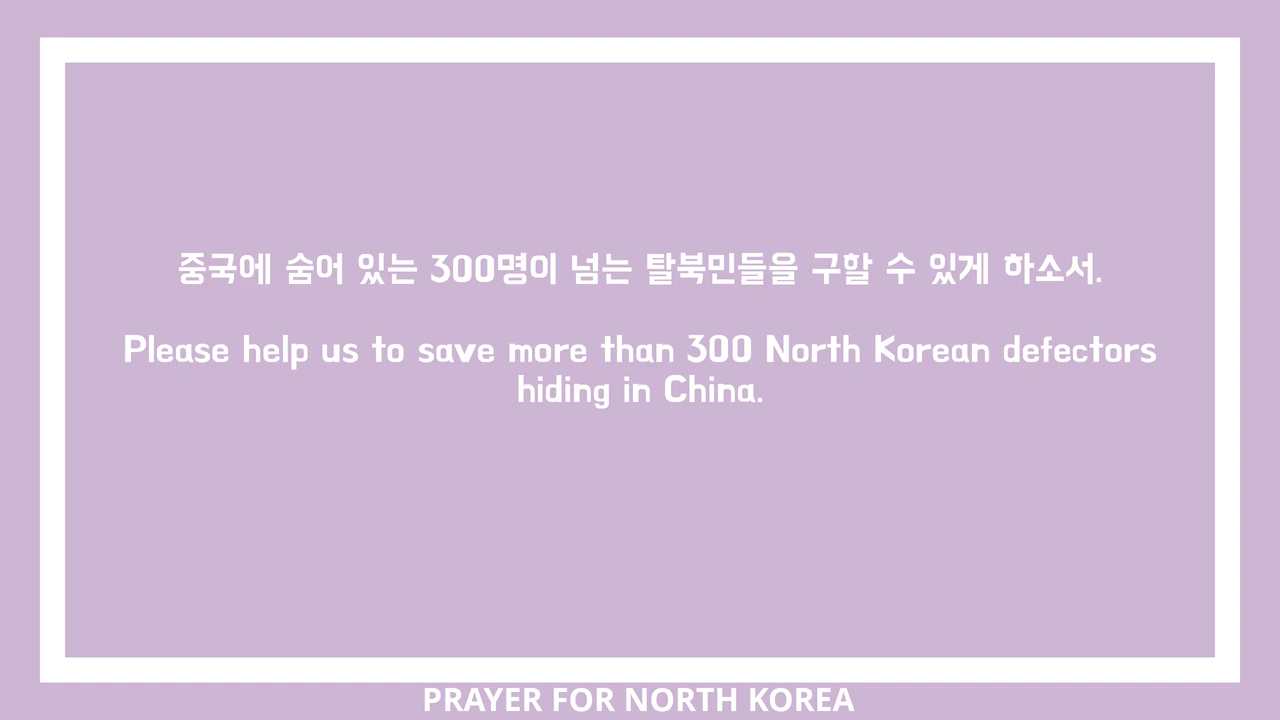 중국에 숨어 있는 300명이 넘는 탈북민들을 구할 수 있게 하소서.
Please help us to save more than 300 North Korean defectors
hiding in China.
PRAYER FOR NORTH KOREA